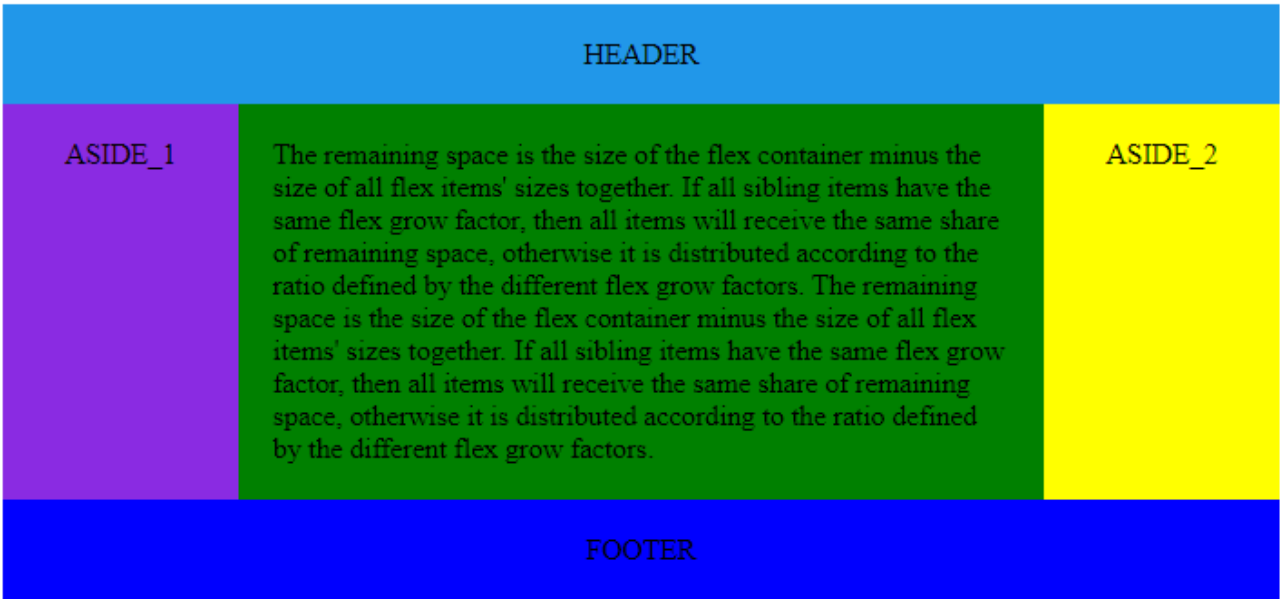 HEADER
ASIDE_1
The remaining space is the size of the flex container minus the
size of all flex items' sizes together. If all sibling items have the
same flex grow factor, then all items will receive the same share
of remaining space, otherwise it is distributed according to the
ratio defined by the different flex grow factors. The remaining
space is the size of the flex container minus the size of all flex
items' sizes together. If all sibling items have the same flex grow
factor, then all items will receive the same share of remaining
space, otherwise it is distributed according to the ratio defined
by the different flex grow factors.
ASIDE_2
FOOTER